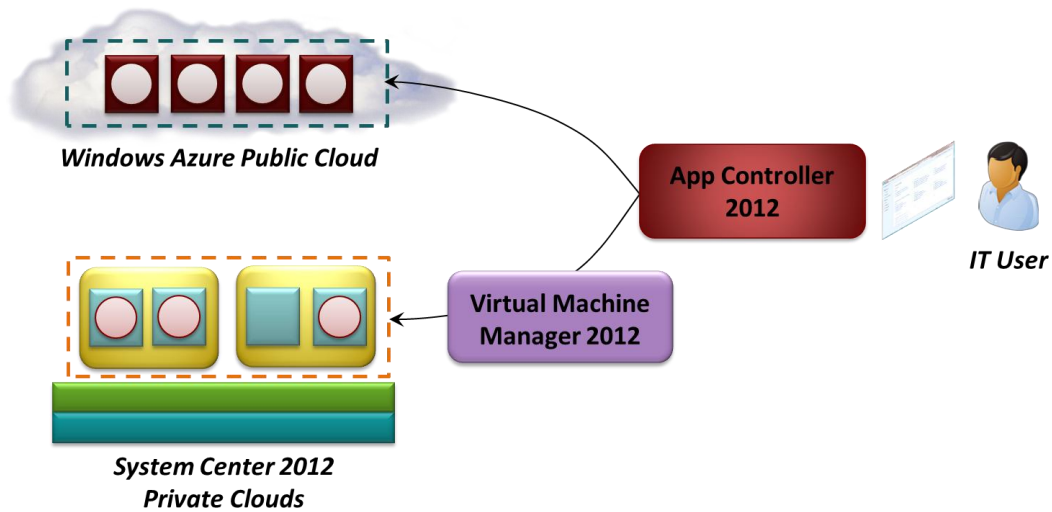 Windows Azure Public Cloud
App Controller
2012
IT User
Virtual Machine
Manager 2012
System Center 2012
Private Clouds